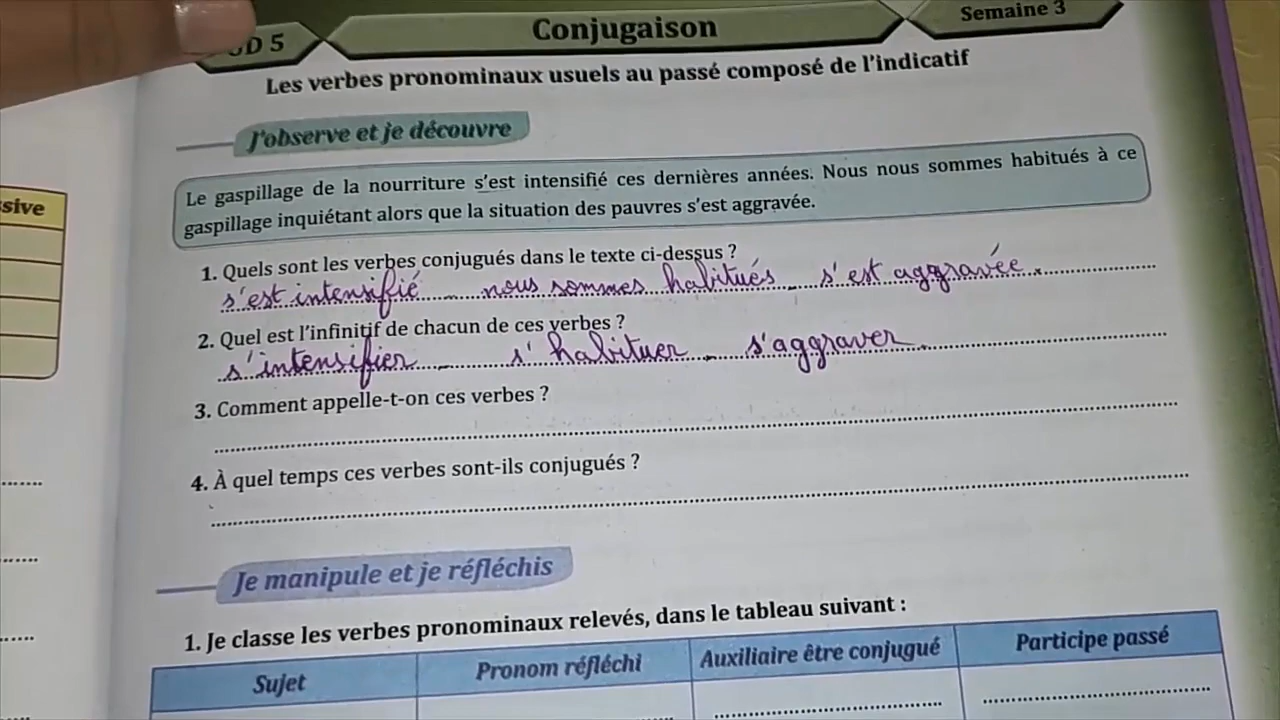 UD 5
Conjugaison
Semaine 3
Les verbes pronominaux usuels au passé composé de l'indicatif
J'observe et je découvre
Le gaspillage de la nourriture s'est intensifié ces dernières années. Nous nous sommes habitués à ce
gaspillage inquiétant alors que la situation des pauvres s'est aggravée.
sive
1. Quels sont les verbes conjugués dans le texte ci-dessus ?
s'est intensifié - nous sommes habitués - s'est aggravée.
2. Quel est l'infinitif de chacun de ces verbes ?
s'intensifier - s'habituer - s'aggraver.
3. Comment appelle-t-on ces verbes ?
4. À quel temps ces verbes sont-ils conjugués ?
Je manipule et je réfléchis
1. Je classe les verbes pronominaux relevés, dans le tableau suivant :
Sujet Pronom réfléchi Auxiliaire être conjugué Participe passé